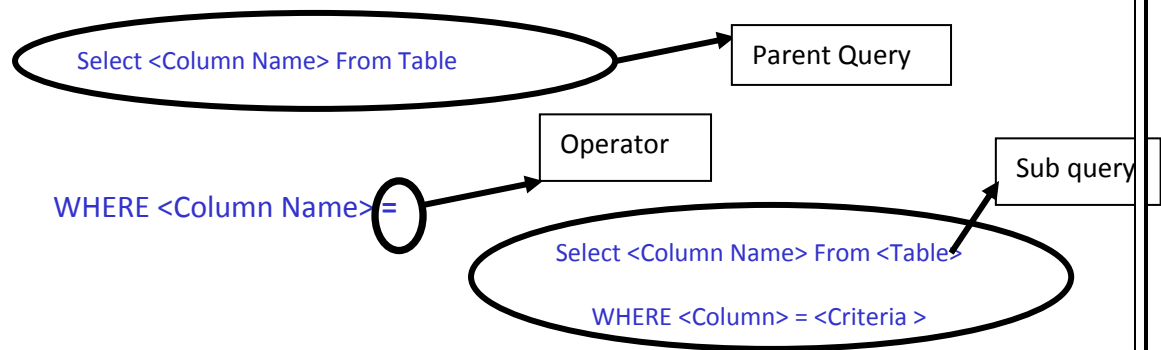 Select <Column Name> From Table
Parent Query
Operator
Sub query
WHERE <Column Name> =
Select <Column Name> From <Table>
WHERE <Column> = <Criteria >